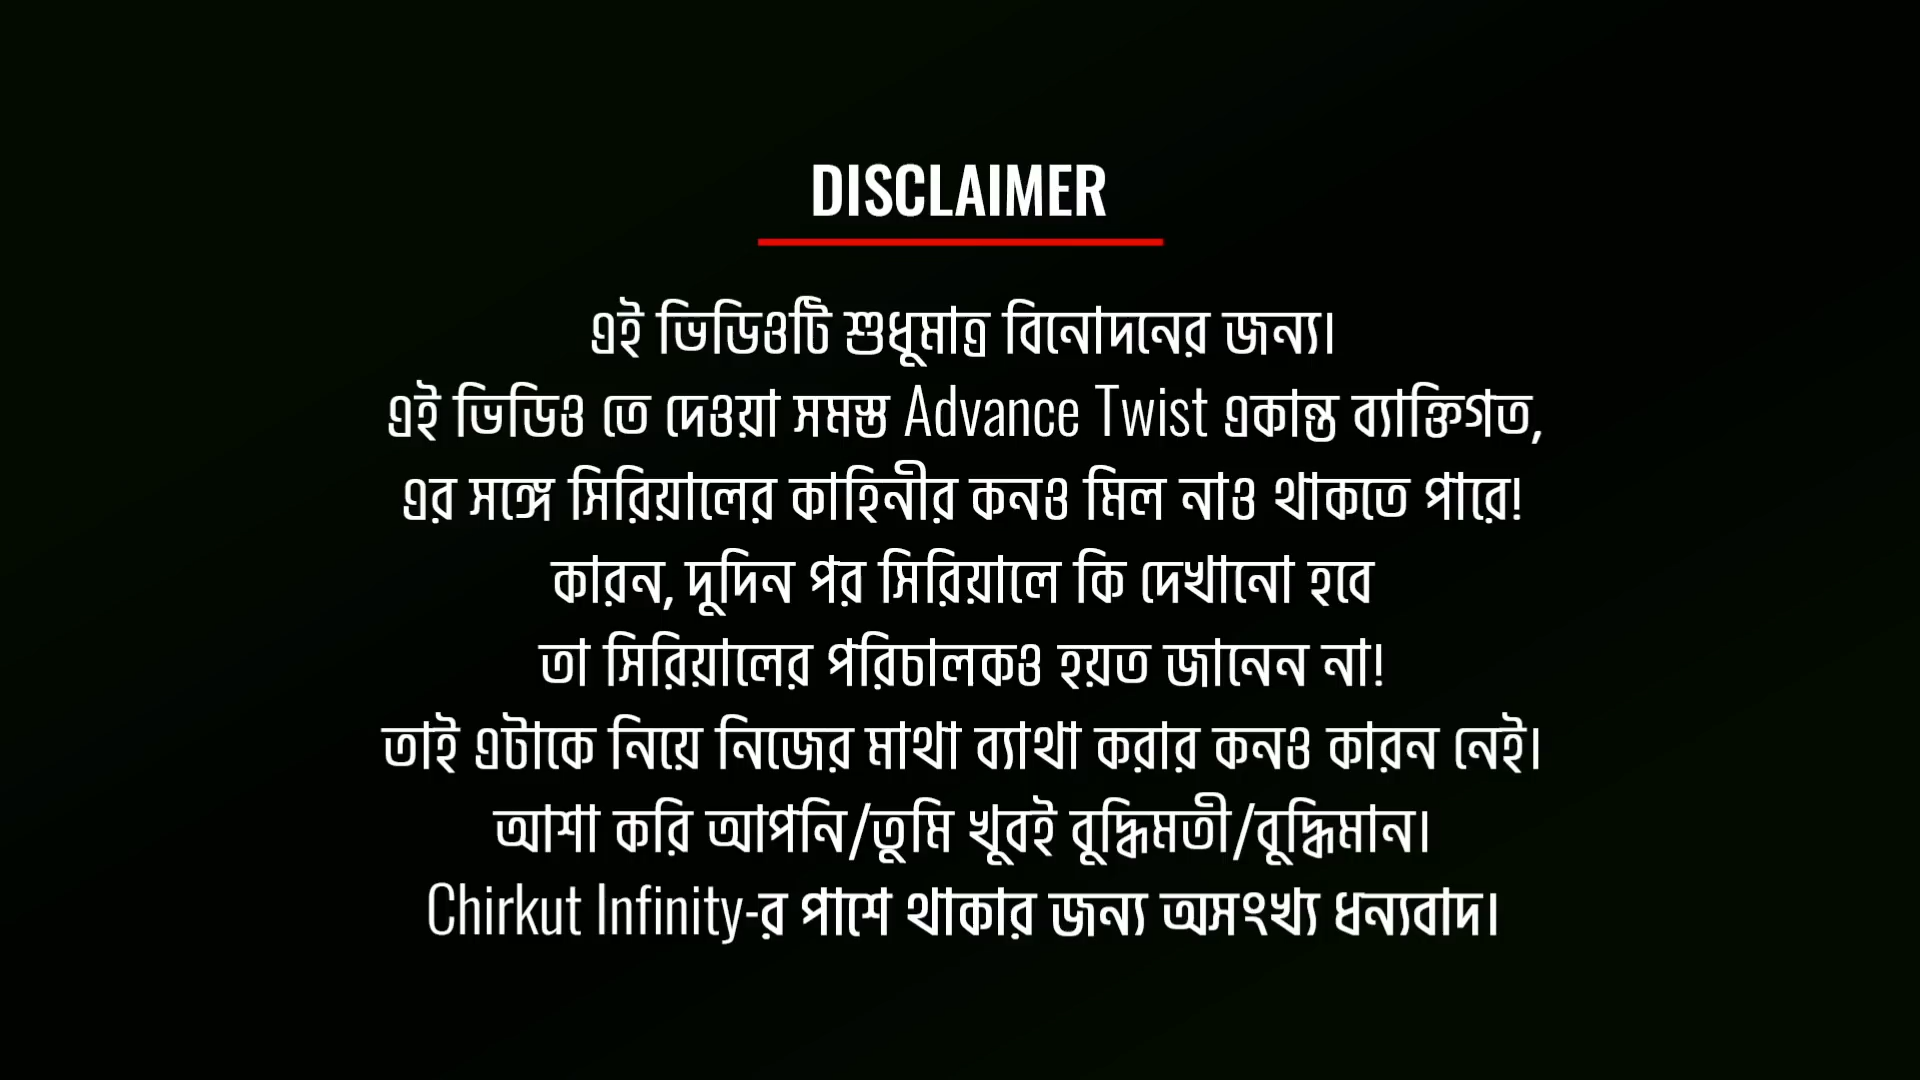 DISCLAIMER
এই ভিডিওটি শুধুমাত্র বিনোদনের জন্য।
এই ভিডিও তে দেওয়া সমস্ত Advance Twist একান্ত ব্যাক্তিগত,
এর সঙ্গে সিরিয়ালের কাহিনীর কনও মিল নাও থাকতে পারে!
কারন, দুদিন পর সিরিয়ালে কি দেখানো হবে
তা সিরিয়ালের পরিচালকও হয়ত জানেন না!
তাই এটাকে নিয়ে নিজের মাথা ব্যাথা করার কনও কারন নেই।
আশা করি আপনি/তুমি খুবই বুদ্ধিমতী/বুদ্ধিমান।
Chirkut Infinity-র পাশে থাকার জন্য অসংখ্য ধন্যবাদ।